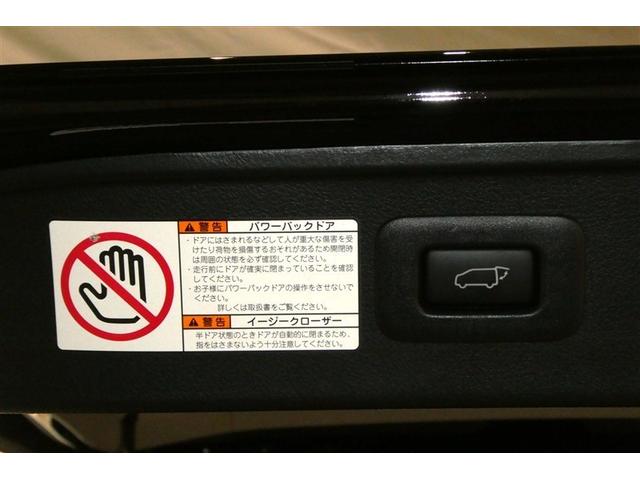 警告 パワーバックドア
・ドアにはさまれるなどして人が重大な傷害を受
けたり荷物を損傷するおそれがあるため開閉時
は周囲の状態を必ず確認してください。
・走行前にドアが確実に閉まっていることを確認
してください。
・お子様にパワーバックドアの操作をさせないで
ください。
詳しくは取扱書をご覧ください。
警告 イージークローザー
半ドア状態のときドアが自動的に閉まるため、
指をはさまないよう十分注意してください。